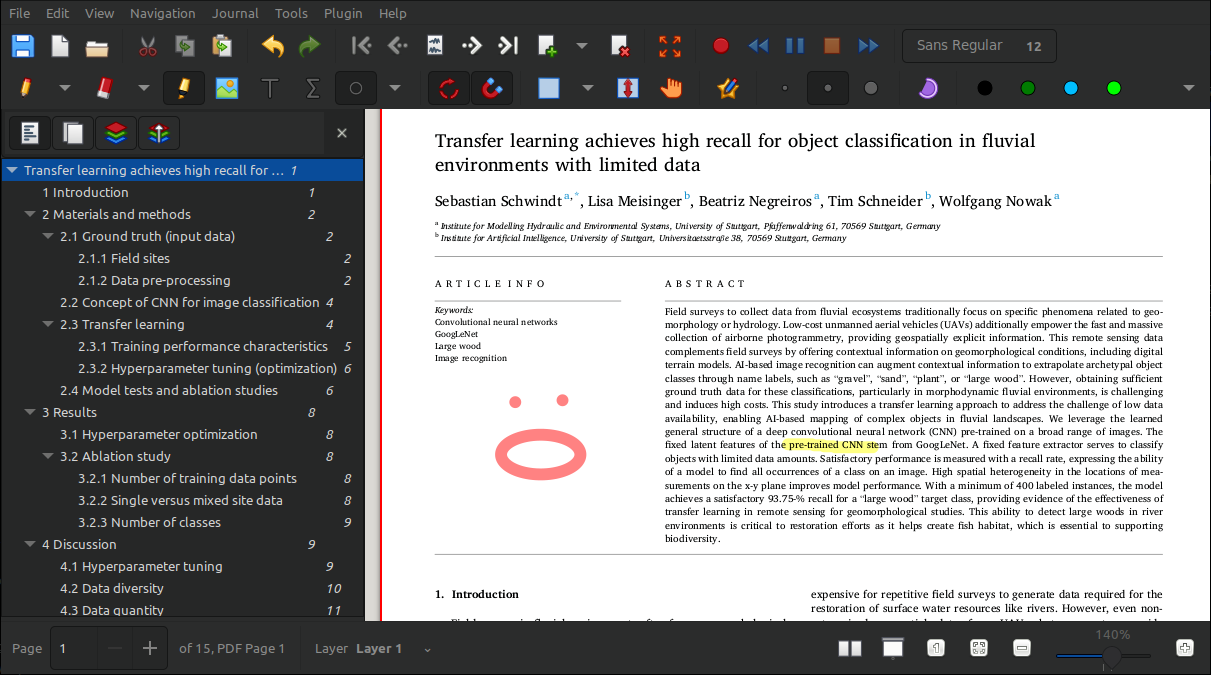 File Edit View Navigation Journal Tools Plugin Help
Sans Regular 12
Transfer learning achieves high recall for ... 1
1 Introduction 1
2 Materials and methods 2
2.1 Ground truth (input data) 2
2.1.1 Field sites 2
2.1.2 Data pre-processing 2
2.2 Concept of CNN for image classification 4
2.3 Transfer learning 4
2.3.1 Training performance characteristics 5
2.3.2 Hyperparameter tuning (optimization) 6
2.4 Model tests and ablation studies 6
3 Results 8
3.1 Hyperparameter optimization 8
3.2 Ablation study 8
3.2.1 Number of training data points 8
3.2.2 Single versus mixed site data 8
3.2.3 Number of classes 9
4 Discussion 9
4.1 Hyperparameter tuning 9
4.2 Data diversity 10
4.3 Data quantity 11
Transfer learning achieves high recall for object classification in fluvial
environments with limited data
Sebastian Schwindt a,*, Lisa Meisinger b, Beatriz Negreiros a, Tim Schneider b, Wolfgang Nowak a
a Institute for Modelling Hydraulic and Environmental Systems, University of Stuttgart, Pfaffenwaldring 61, 70569 Stuttgart, Germany
b Institute for Artificial Intelligence, University of Stuttgart, Universitaetsstraße 38, 70569 Stuttgart, Germany
ARTICLE INFO
Keywords:
Convolutional neural networks
GoogLeNet
Large wood
Image recognition
ABSTRACT
Field surveys to collect data from fluvial ecosystems traditionally focus on specific phenomena related to geo-
morphology or hydrology. Low-cost unmanned aerial vehicles (UAVs) additionally empower the fast and massive
collection of airborne photogrammetry, providing geospatially explicit information. This remote sensing data
complements field surveys by offering contextual information on geomorphological conditions, including digital
terrain models. AI-based image recognition can augment contextual information to extrapolate archetypal object
classes through name labels, such as “gravel”, “sand”, “plant”, or “large wood”. However, obtaining sufficient
ground truth data for these classifications, particularly in morphodynamic fluvial environments, is challenging
and induces high costs. This study introduces a transfer learning approach to address the challenge of low data
availability, enabling AI-based mapping of complex objects in fluvial landscapes. We leverage the learned
general structure of a deep convolutional neural network (CNN) pre-trained on a broad range of images. The
fixed latent features of the pre-trained CNN stem from GoogLeNet. A fixed feature extractor serves to classify
objects with limited data amounts. Satisfactory performance is measured with a recall rate, expressing the ability
of a model to find all occurrences of a class on an image. High spatial heterogeneity in the locations of mea-
surements on the x-y plane improves model performance. With a minimum of 400 labeled instances, the model
achieves a satisfactory 93.75-% recall for a “large wood” target class, providing evidence of the effectiveness of
transfer learning in remote sensing for geomorphological studies. This ability to detect large woods in river
environments is critical to restoration efforts as it helps create fish habitat, which is essential to supporting
biodiversity.
1. Introduction
expensive for repetitive field surveys to generate data required for the
restoration of surface water resources like rivers. However, even non-
Page 1 of 15, PDF Page 1 Layer Layer 1 140%